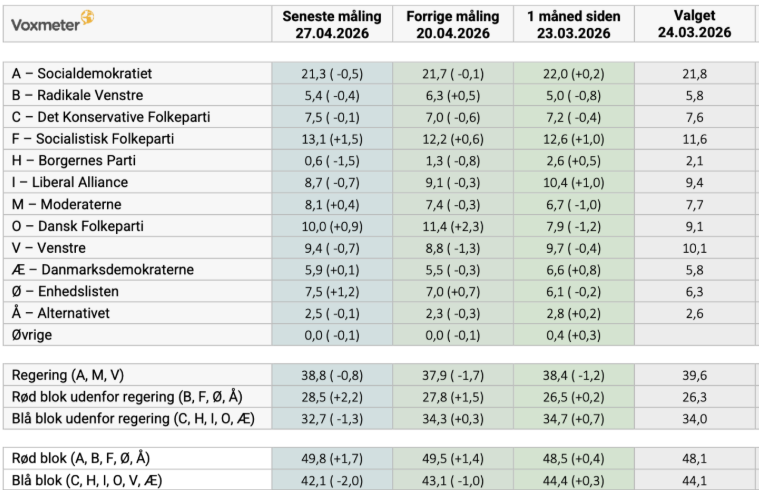 Voxmeter Seneste måling Forrige måling 1 måned siden Valget
27.04.2026 20.04.2026 23.03.2026 24.03.2026
A – Socialdemokratiet 21,3 ( -0,5) 21,7 ( -0,1) 22,0 (+0,2) 21,8
B – Radikale Venstre 5,4 ( -0,4) 6,3 (+0,5) 5,0 ( -0,8) 5,8
C – Det Konservative Folkeparti 7,5 ( -0,1) 7,0 ( -0,6) 7,2 ( -0,4) 7,6
F – Socialistisk Folkeparti 13,1 (+1,5) 12,2 (+0,6) 12,6 (+1,0) 11,6
H – Borgernes Parti 0,6 ( -1,5) 1,3 ( -0,8) 2,6 (+0,5) 2,1
I – Liberal Alliance 8,7 ( -0,7) 9,1 ( -0,3) 10,4 (+1,0) 9,4
M – Moderaterne 8,1 (+0,4) 7,4 ( -0,3) 6,7 ( -1,0) 7,7
O – Dansk Folkeparti 10,0 (+0,9) 11,4 (+2,3) 7,9 ( -1,2) 9,1
V – Venstre 9,4 ( -0,7) 8,8 ( -1,3) 9,7 ( -0,4) 10,1
Æ – Danmarksdemokraterne 5,9 (+0,1) 5,5 ( -0,3) 6,6 (+0,8) 5,8
Ø – Enhedslisten 7,5 (+1,2) 7,0 (+0,7) 6,1 ( -0,2) 6,3
Å – Alternativet 2,5 ( -0,1) 2,3 ( -0,3) 2,8 (+0,2) 2,6
Øvrige 0,0 ( -0,1) 0,0 ( -0,1) 0,4 (+0,3)
Regering (A, M, V) 38,8 ( -0,8) 37,9 ( -1,7) 38,4 ( -1,2) 39,6
Rød blok udenfor regering (B, F, Ø, Å) 28,5 (+2,2) 27,8 (+1,5) 26,5 (+0,2) 26,3
Blå blok udenfor regering (C, H, I, O, Æ) 32,7 ( -1,3) 34,3 (+0,3) 34,7 (+0,7) 34,0
Rød blok (A, B, F, Ø, Å) 49,8 (+1,7) 49,5 (+1,4) 48,5 (+0,4) 48,1
Blå blok (C, H, I, O, V, Æ) 42,1 ( -2,0) 43,1 ( -1,0) 44,4 (+0,3) 44,1